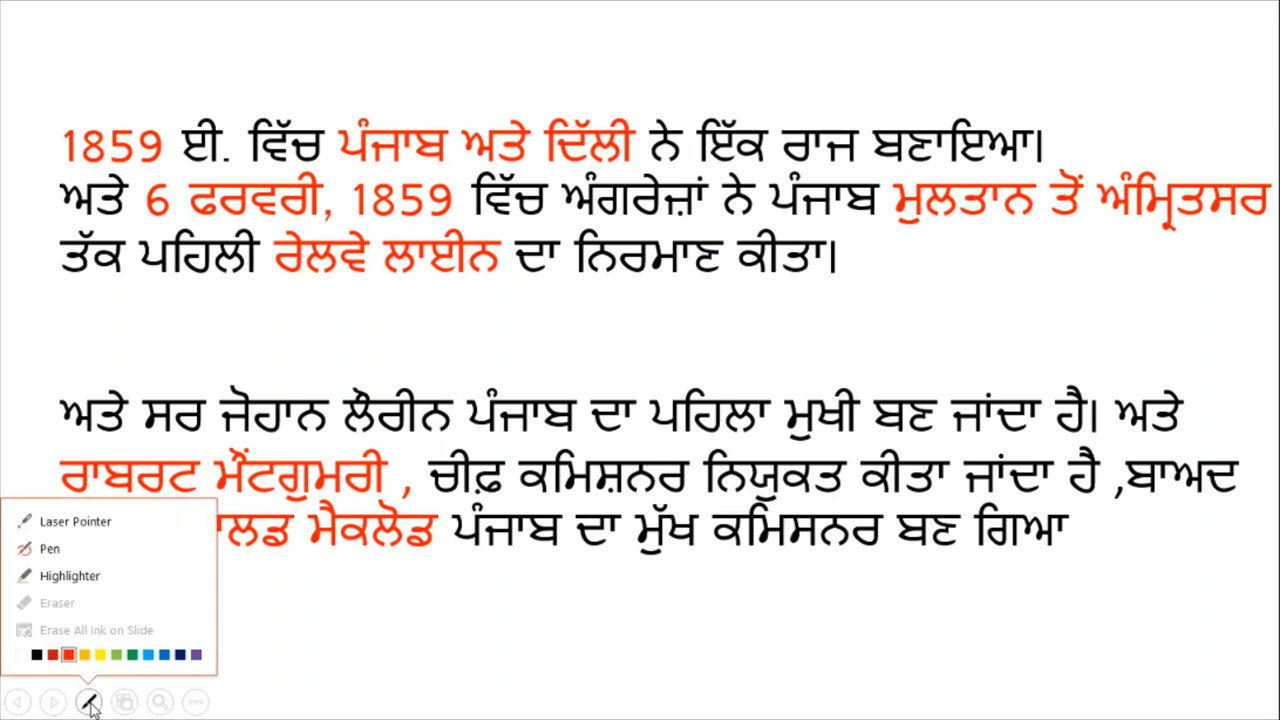 1859 ਈ. ਵਿੱਚ ਪੰਜਾਬ ਅਤੇ ਦਿੱਲੀ ਨੇ ਇੱਕ ਰਾਜ ਬਣਾਇਆ।
ਅਤੇ 6 ਫਰਵਰੀ, 1859 ਵਿੱਚ ਅੰਗਰੇਜ਼ਾਂ ਨੇ ਪੰਜਾਬ ਮੁਲਤਾਨ ਤੋਂ ਅੰਮ੍ਰਿਤਸਰ
ਤੱਕ ਪਹਿਲੀ ਰੇਲਵੇ ਲਾਈਨ ਦਾ ਨਿਰਮਾਣ ਕੀਤਾ।
ਅਤੇ ਸਰ ਜੋਹਾਨ ਲੌਰੀਨ ਪੰਜਾਬ ਦਾ ਪਹਿਲਾ ਮੁਖੀ ਬਣ ਜਾਂਦਾ ਹੈ। ਅਤੇ
ਰਾਬਰਟ ਮੌਂਟਗੁਮਰੀ , ਚੀਫ਼ ਕਮਿਸ਼ਨਰ ਨਿਯੁਕਤ ਕੀਤਾ ਜਾਂਦਾ ਹੈ ,ਬਾਅਦ
ਮੈਕਲੋਡ ਪੰਜਾਬ ਦਾ ਮੁੱਖ ਕਮਿਸਨਰ ਬਣ ਗਿਆ
Laser Pointer
Pen
Highlighter
Eraser
Erase All Ink on Slide